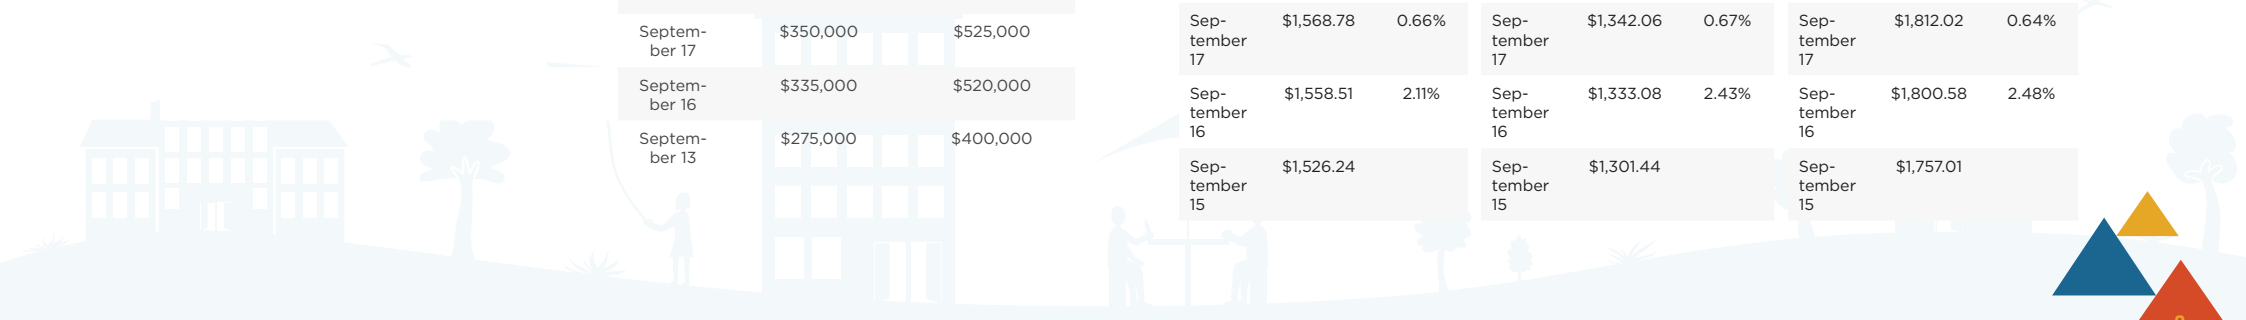 Septem-
ber 17 $350,000 $525,000
Septem-
ber 16 $335,000 $520,000
Septem-
ber 13 $275,000 $400,000
Sep- $1,568.78 0.66%
tember
17
Sep- $1,558.51 2.11%
tember
16
Sep- $1,526.24
tember
15
Sep- $1,342.06 0.67%
tember
17
Sep- $1,333.08 2.43%
tember
16
Sep- $1,301.44
tember
15
Sep- $1,812.02 0.64%
tember
17
Sep- $1,800.58 2.48%
tember
16
Sep- $1,757.01
tember
15